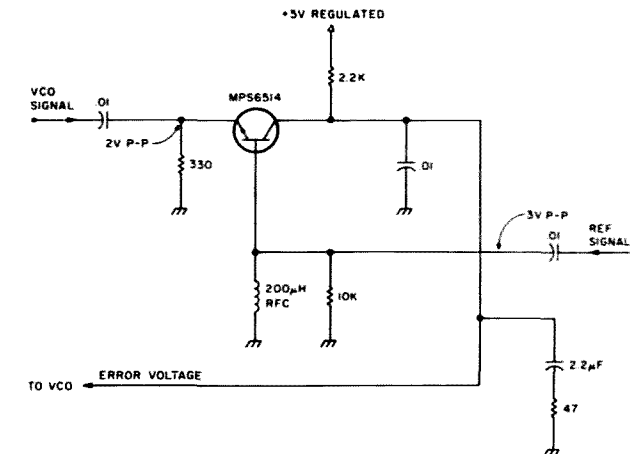 +5V REGULATED
2.2K
MPS6514
VCO
SIGNAL
.01
2V P-P
330
.01
3V P-P
.01
REF
SIGNAL
200µH
RFC
10K
2.2µF
ERROR VOLTAGE
TO VCO
47